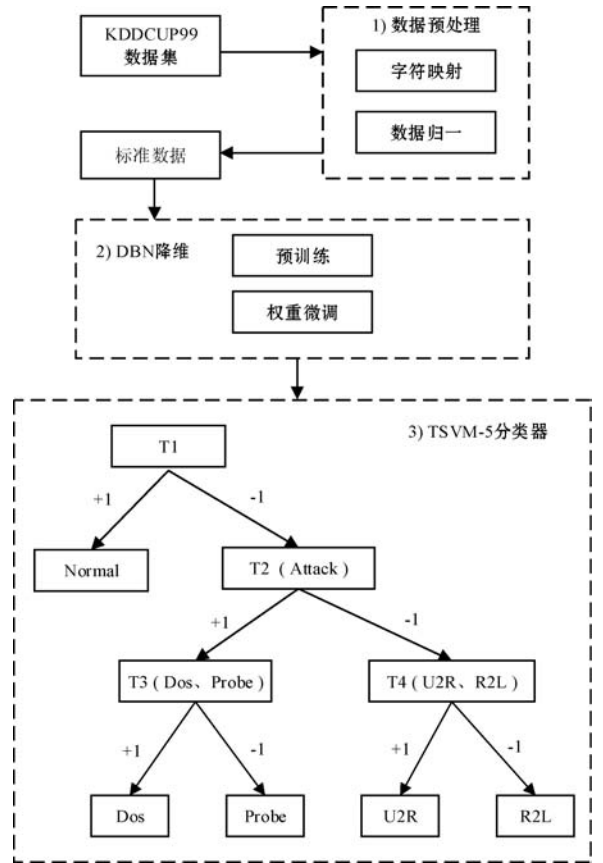 KDDCUP99
数据集
1) 数据预处理
字符映射
数据归一
标准数据
2) DBN降维
预训练
权重微调
3) TSVM-5分类器
T1
+1
-1
Normal
T2 ( Attack )
+1
-1
T3 ( Dos、Probe )
T4 ( U2R、R2L )
+1
-1
+1
-1
Dos
Probe
U2R
R2L